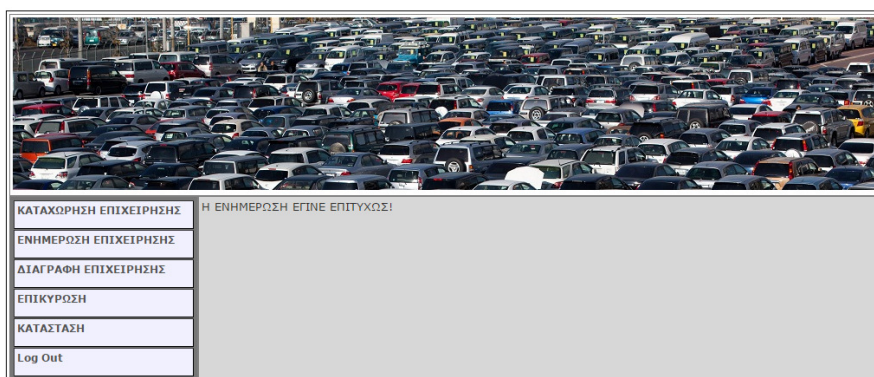 ΚΑΤΑΧΩΡΗΣΗ ΕΠΙΧΕΙΡΗΣΗΣ
Η ΕΝΗΜΕΡΩΣΗ ΕΓΙΝΕ ΕΠΙΤΥΧΩΣ!
ΕΝΗΜΕΡΩΣΗ ΕΠΙΧΕΙΡΗΣΗΣ
ΔΙΑΓΡΑΦΗ ΕΠΙΧΕΙΡΗΣΗΣ
ΕΠΙΚΥΡΩΣΗ
ΚΑΤΑΣΤΑΣΗ
Log Out